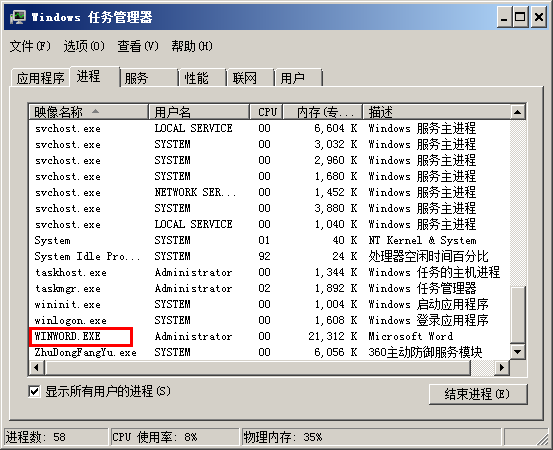 Windows 任务管理器
文件(F) 选项(O) 查看(V) 帮助(H)
应用程序 进程 服务 性能 联网 用户
映像名称 用户名 CPU 内存(专... 描述
svchost.exe LOCAL SERVICE 00 6,604 K Windows 服务主进程
svchost.exe SYSTEM 00 3,032 K Windows 服务主进程
svchost.exe SYSTEM 00 2,960 K Windows 服务主进程
svchost.exe SYSTEM 00 1,680 K Windows 服务主进程
svchost.exe NETWORK SER... 00 1,452 K Windows 服务主进程
svchost.exe SYSTEM 00 3,880 K Windows 服务主进程
svchost.exe LOCAL SERVICE 00 1,040 K Windows 服务主进程
System SYSTEM 01 40 K NT Kernel & System
System Idle Pro... SYSTEM 92 24 K 处理器空闲时间百分比
taskhost.exe Administrator 00 1,344 K Windows 任务的主机进程
taskmgr.exe Administrator 02 1,892 K Windows 任务管理器
wininit.exe SYSTEM 00 1,004 K Windows 启动应用程序
winlogon.exe SYSTEM 00 1,608 K Windows 登录应用程序
WINWORD.EXE Administrator 00 21,312 K Microsoft Word
ZhuDongFangYu.exe SYSTEM 00 6,056 K 360主动防御服务模块
显示所有用户的进程(S) 结束进程(E)
进程数: 58 CPU 使用率: 8% 物理内存: 35%